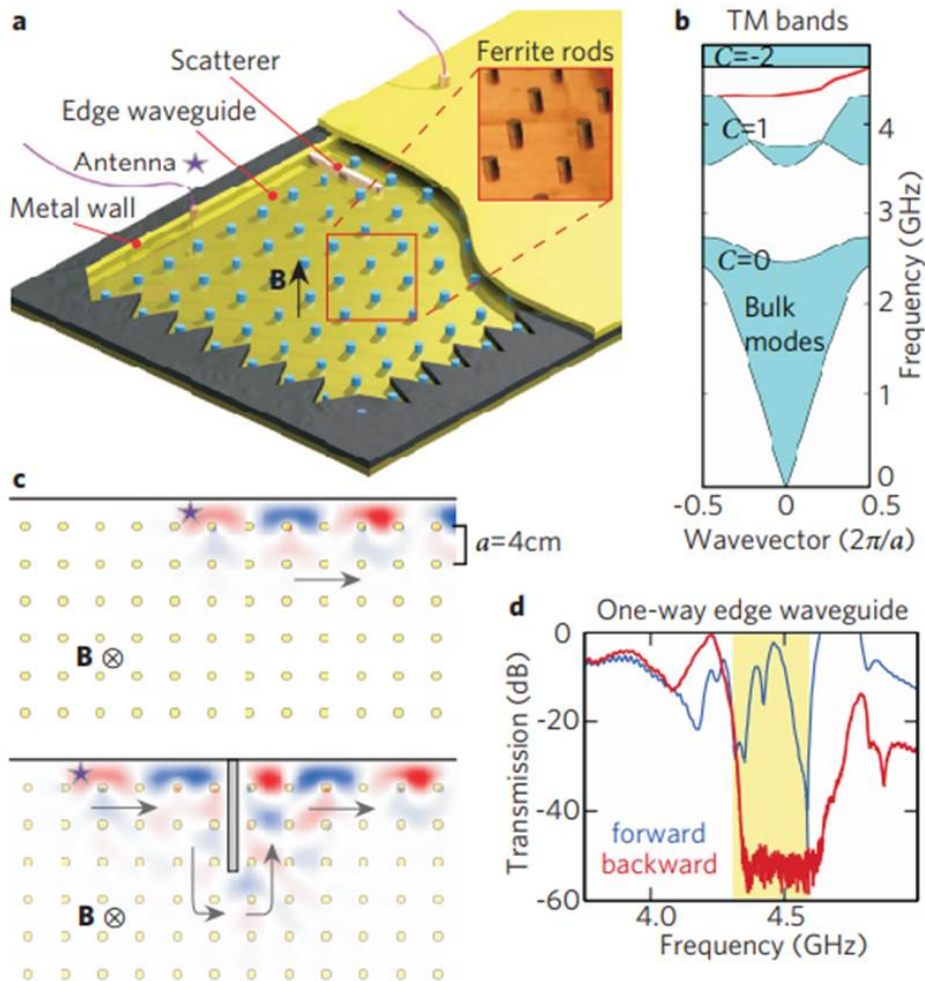 a
Scatterer
Ferrite rods
Edge waveguide
Antenna
Metal wall
B
b TM bands
C=-2
C=1
C=0
Bulk
modes
4
3
2
1
0
Frequency (GHz)
-0.5 0 0.5
Wavevector (2π/a)
c
a=4cm
B ⊗
B ⊗
d One-way edge waveguide
0
-20
-40
-60
Transmission (dB)
forward
backward
4.0 4.5
Frequency (GHz)